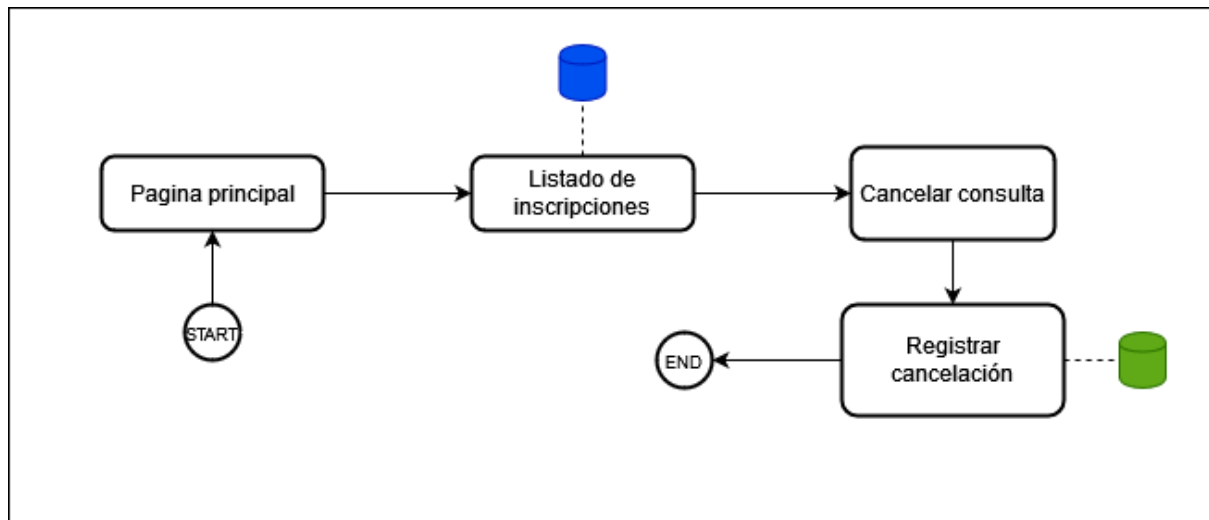 Pagina principal
Listado de
inscripciones
Cancelar consulta
START
Registrar
cancelación
END